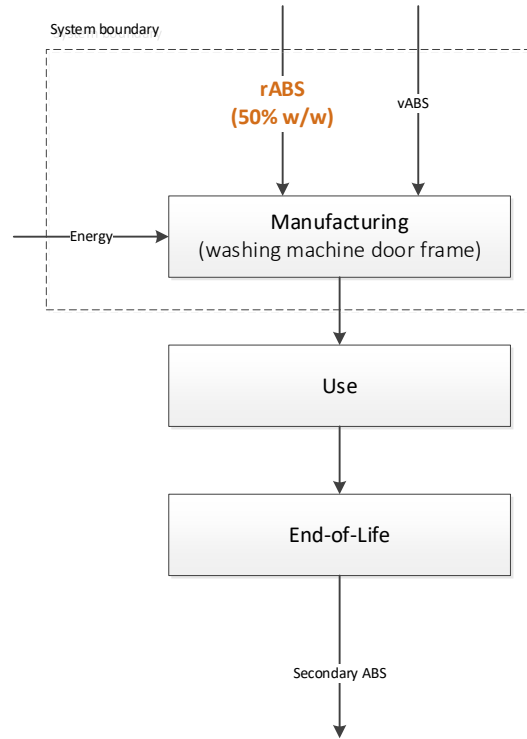 System boundary
rABS
(50% w/w)
vABS
Energy
Manufacturing
(washing machine door frame)
Use
End-of-Life
Secondary ABS